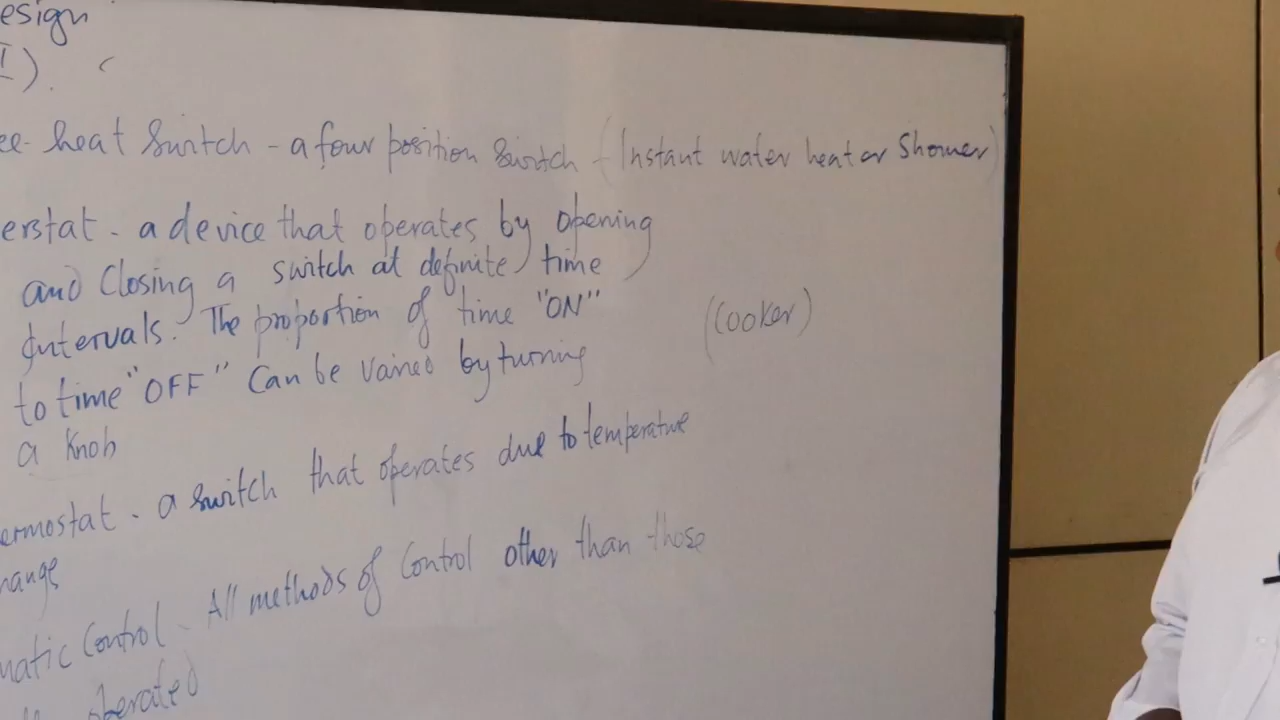 esign
I).
ee- heat Switch - a four position Switch (Instant water heater Shower)
erstat - a device that operates by opening
and Closing a switch at definite time
Intervals. The proportion of time "ON"
(Cooker)
to time "OFF" Can be varied by turning
a Knob
ermostat - a switch that operates due to temperature
hange
matic Control - All methods of Control other than those
operated